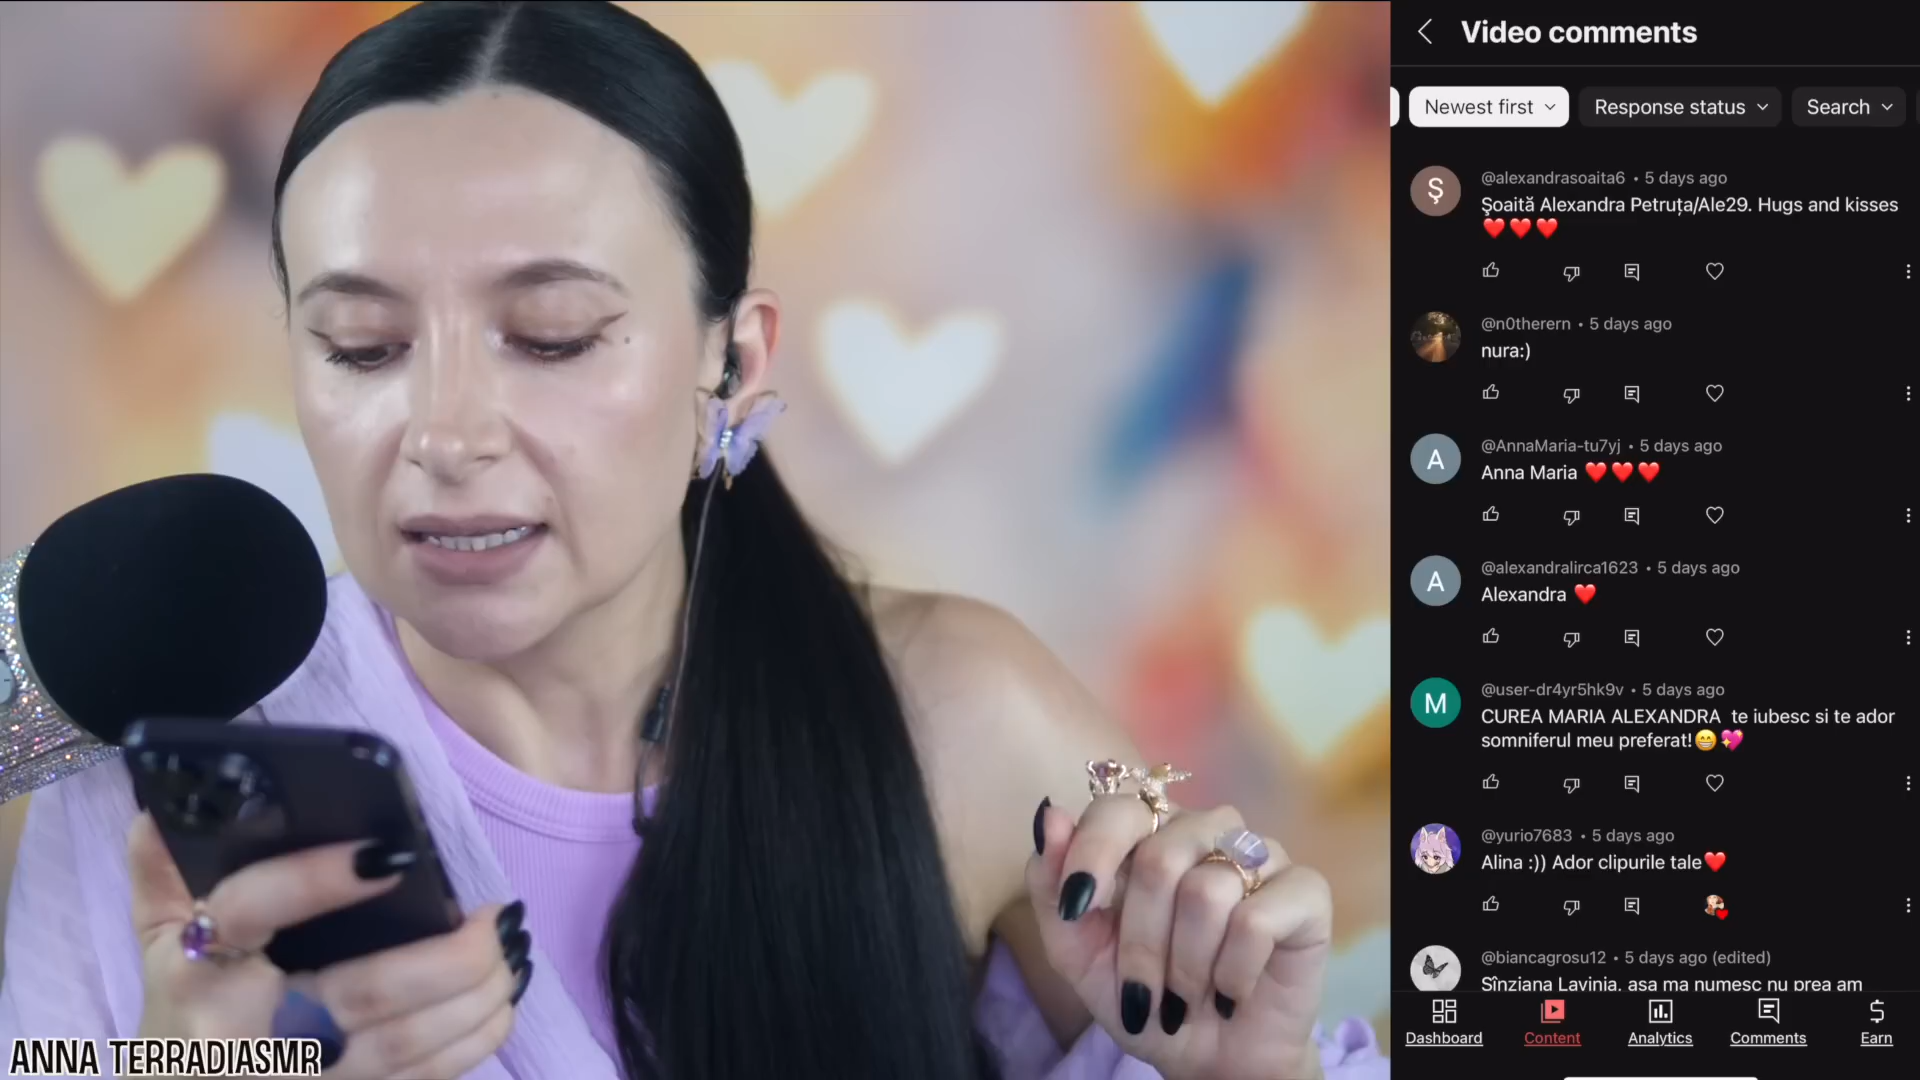 Video comments
Newest first
Response status
Search
Ş
@alexandrasoaita6 • 5 days ago
Şoaită Alexandra Petruța/Ale29. Hugs and kisses
❤️❤️❤️
@n0therern • 5 days ago
nura:)
A
@AnnaMaria-tu7yj • 5 days ago
Anna Maria ❤️❤️❤️
A
@alexandralirca1623 • 5 days ago
Alexandra ❤️
M
@user-dr4yr5hk9v • 5 days ago
CUREA MARIA ALEXANDRA te iubesc si te ador
somniferul meu preferat!😁💖
@yurio7683 • 5 days ago
Alina :)) Ador clipurile tale❤️
@biancagrosu12 • 5 days ago (edited)
Sînziana Lavinia, asa ma numesc nu prea am
Dashboard
Content
Analytics
Comments
Earn
ANNA TERRADIASMR